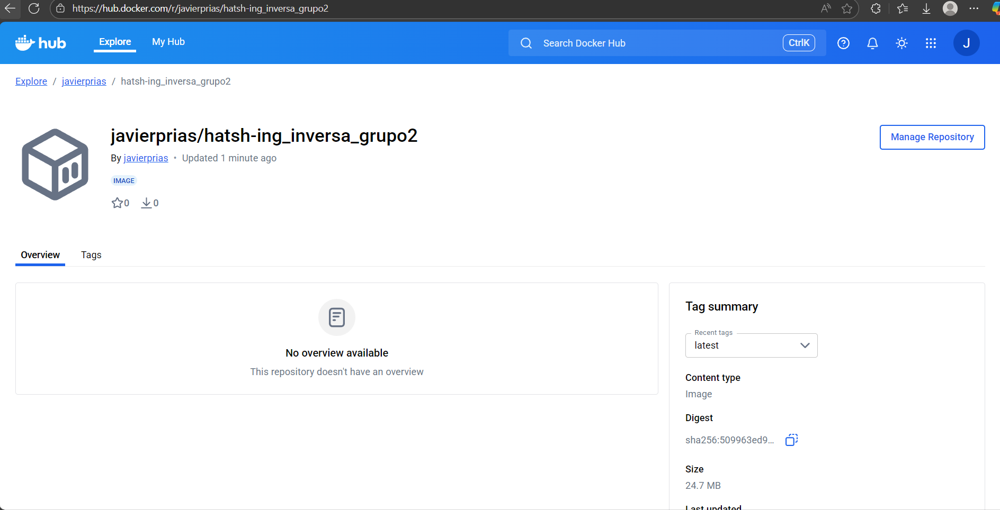 https://hub.docker.com/r/javierprias/hatsh-ing_inversa_grupo2
hub
Explore
My Hub
Search Docker Hub
CtrlK
J
Explore / javierprias / hatsh-ing_inversa_grupo2
javierprias/hatsh-ing_inversa_grupo2
Manage Repository
By javierprias • Updated 1 minute ago
IMAGE
0 0
Overview
Tags
No overview available
This repository doesn't have an overview
Tag summary
Recent tags
latest
Content type
Image
Digest
sha256:509963ed9...
Size
24.7 MB
Last updated